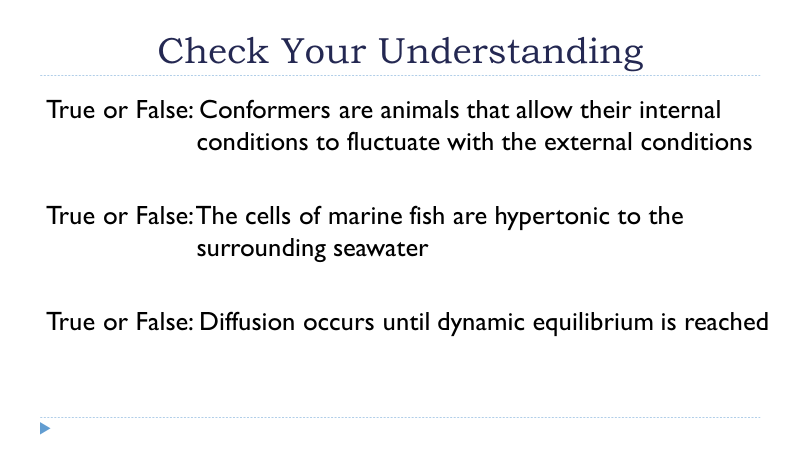 Check Your Understanding
True or False: Conformers are animals that allow their internal
conditions to fluctuate with the external conditions
True or False: The cells of marine fish are hypertonic to the
surrounding seawater
True or False: Diffusion occurs until dynamic equilibrium is reached